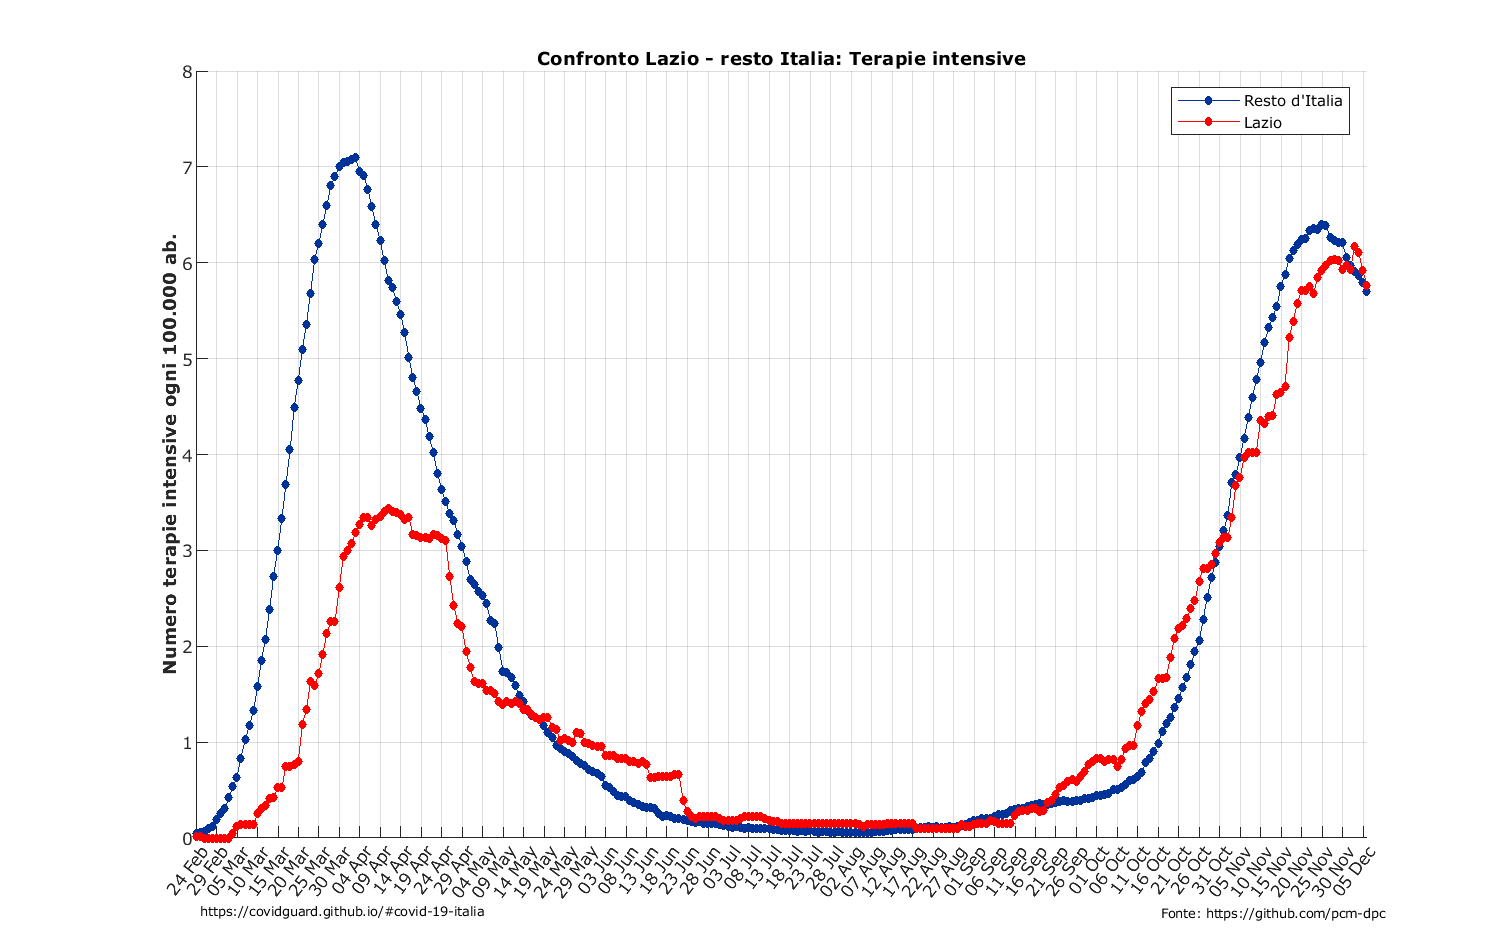 Confronto Lazio - resto Italia: Terapie intensive
Resto d'Italia
Lazio
Numero terapie intensive ogni 100.000 ab.
8
7
6
5
4
3
2
1
0
24 Feb
29 Feb
05 Mar
10 Mar
15 Mar
20 Mar
25 Mar
30 Mar
04 Apr
09 Apr
14 Apr
19 Apr
24 Apr
29 Apr
04 May
09 May
14 May
19 May
24 May
29 May
03 Jun
08 Jun
13 Jun
18 Jun
23 Jun
28 Jun
03 Jul
08 Jul
13 Jul
18 Jul
23 Jul
28 Jul
02 Aug
07 Aug
12 Aug
17 Aug
22 Aug
27 Aug
01 Sep
06 Sep
11 Sep
16 Sep
21 Sep
26 Sep
01 Oct
06 Oct
11 Oct
16 Oct
21 Oct
26 Oct
31 Oct
05 Nov
10 Nov
15 Nov
20 Nov
25 Nov
30 Nov
05 Dec
https://covidguard.github.io/#covid-19-italia
Fonte: https://github.com/pcm-dpc